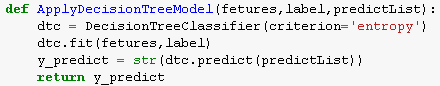 def ApplyDecisionTreeModel(fetures,label,predictList):
    dtc = DecisionTreeClassifier(criterion='entropy')
    dtc.fit(fetures,label)
    y_predict = str(dtc.predict(predictList))
    return y_predict